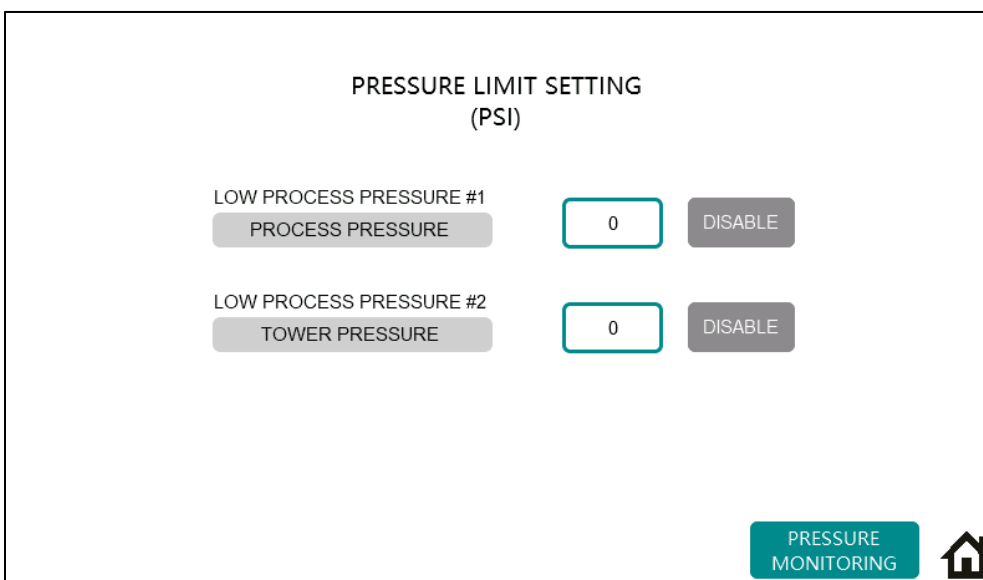 PRESSURE LIMIT SETTING
(PSI)
LOW PROCESS PRESSURE #1
PROCESS PRESSURE
0
DISABLE
LOW PROCESS PRESSURE #2
TOWER PRESSURE
0
DISABLE
PRESSURE
MONITORING